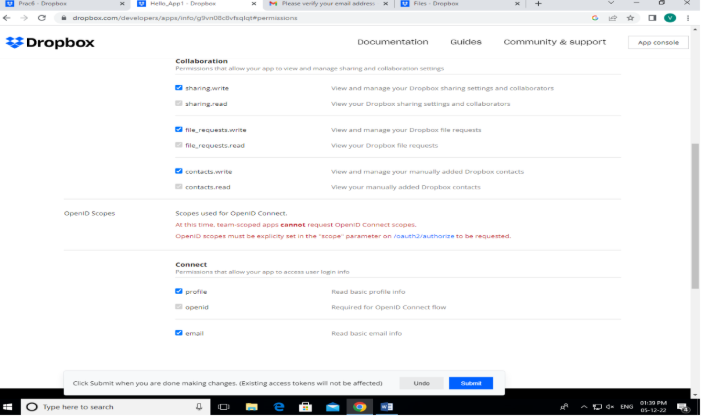 Prac8 - Dropbox
Hello_App1 - Dropbox
Please verify your email address
Files - Dropbox
dropbox.com/developers/apps/info/g9vn08c8vfsqlqt#permissions
Dropbox
Documentation
Guides
Community & support
App console
Collaboration
Permissions that allow your app to view and manage sharing and collaboration settings
sharing.write View and manage your Dropbox sharing settings and collaborators
sharing.read View your Dropbox sharing settings and collaborators
file_requests.write View and manage your Dropbox file requests
file_requests.read View your Dropbox file requests
contacts.write View and manage your manually added Dropbox contacts
contacts.read View your manually added Dropbox contacts
OpenID Scopes Scopes used for OpenID Connect.
At this time, team-scoped apps cannot request OpenID Connect scopes.
OpenID scopes must be explicity set in the "scope" parameter on /oauth2/authorize to be requested.
Connect
Permissions that allow your app to access user login info
profile Read basic profile info
openid Required for OpenID Connect flow
email Read basic email info
Click Submit when you are done making changes. (Existing access tokens will not be affected)
Undo
Submit
Type here to search
ENG
01:39 PM
05-12-22